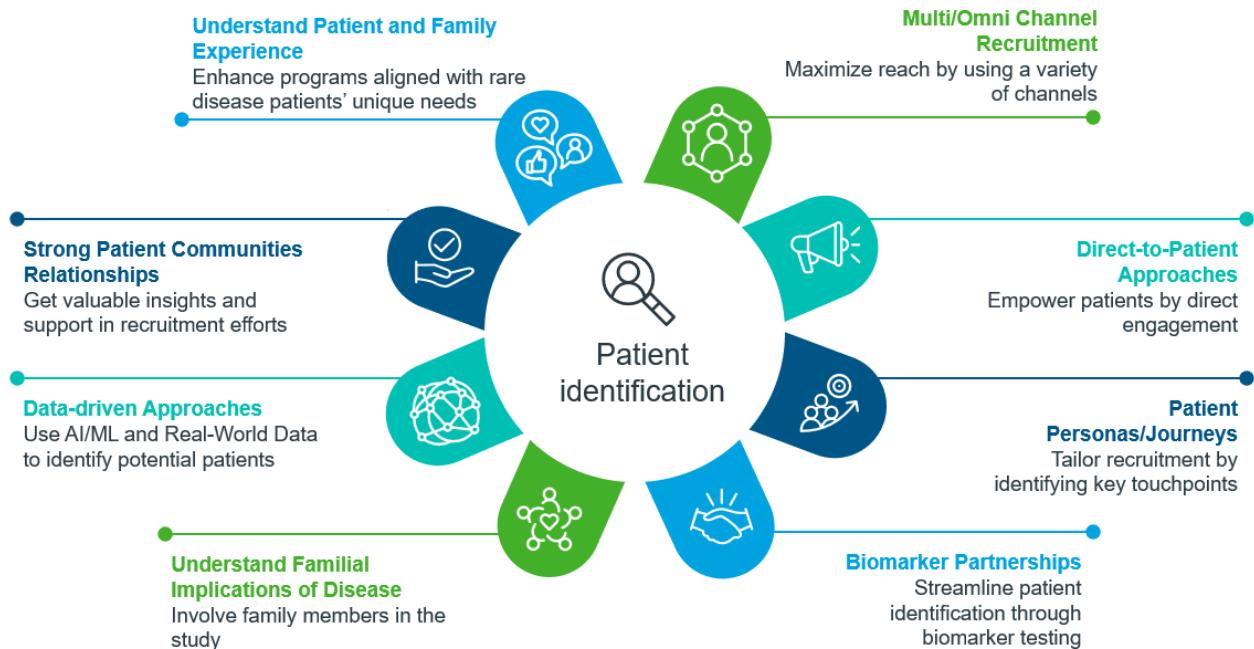 Understand Patient and Family
Experience
Enhance programs aligned with rare
disease patients’ unique needs
Multi/Omni Channel
Recruitment
Maximize reach by using a variety
of channels
Strong Patient Communities
Relationships
Get valuable insights and
support in recruitment efforts
Direct-to-Patient
Approaches
Empower patients by direct
engagement
Patient
identification
Data-driven Approaches
Use AI/ML and Real-World Data
to identify potential patients
Patient
Personas/Journeys
Tailor recruitment by
identifying key touchpoints
Understand Familial
Implications of Disease
Involve family members in the
study
Biomarker Partnerships
Streamline patient
identification through
biomarker testing